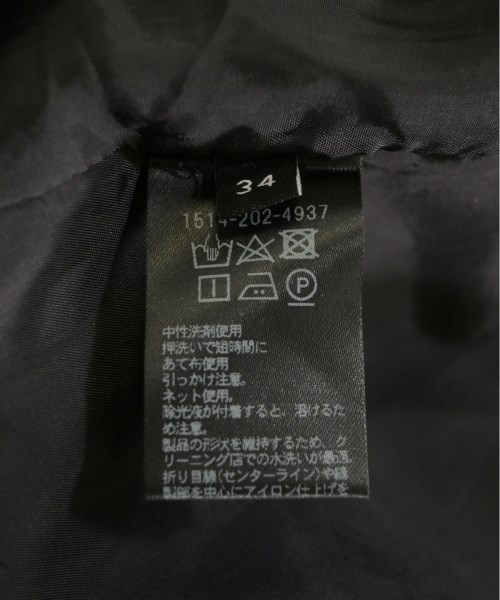 34
1514-202-4937
中性洗剤使用
押洗いで短時間に
あて布使用
引っかけ注意。
ネット使用。
除光液が付着すると、溶けるた
め注意。
製品の形状を維持するため、ク
リーニング店での水洗いが最適
折り目線(センターライン)や縫
製部を中心にアイロン仕上げを